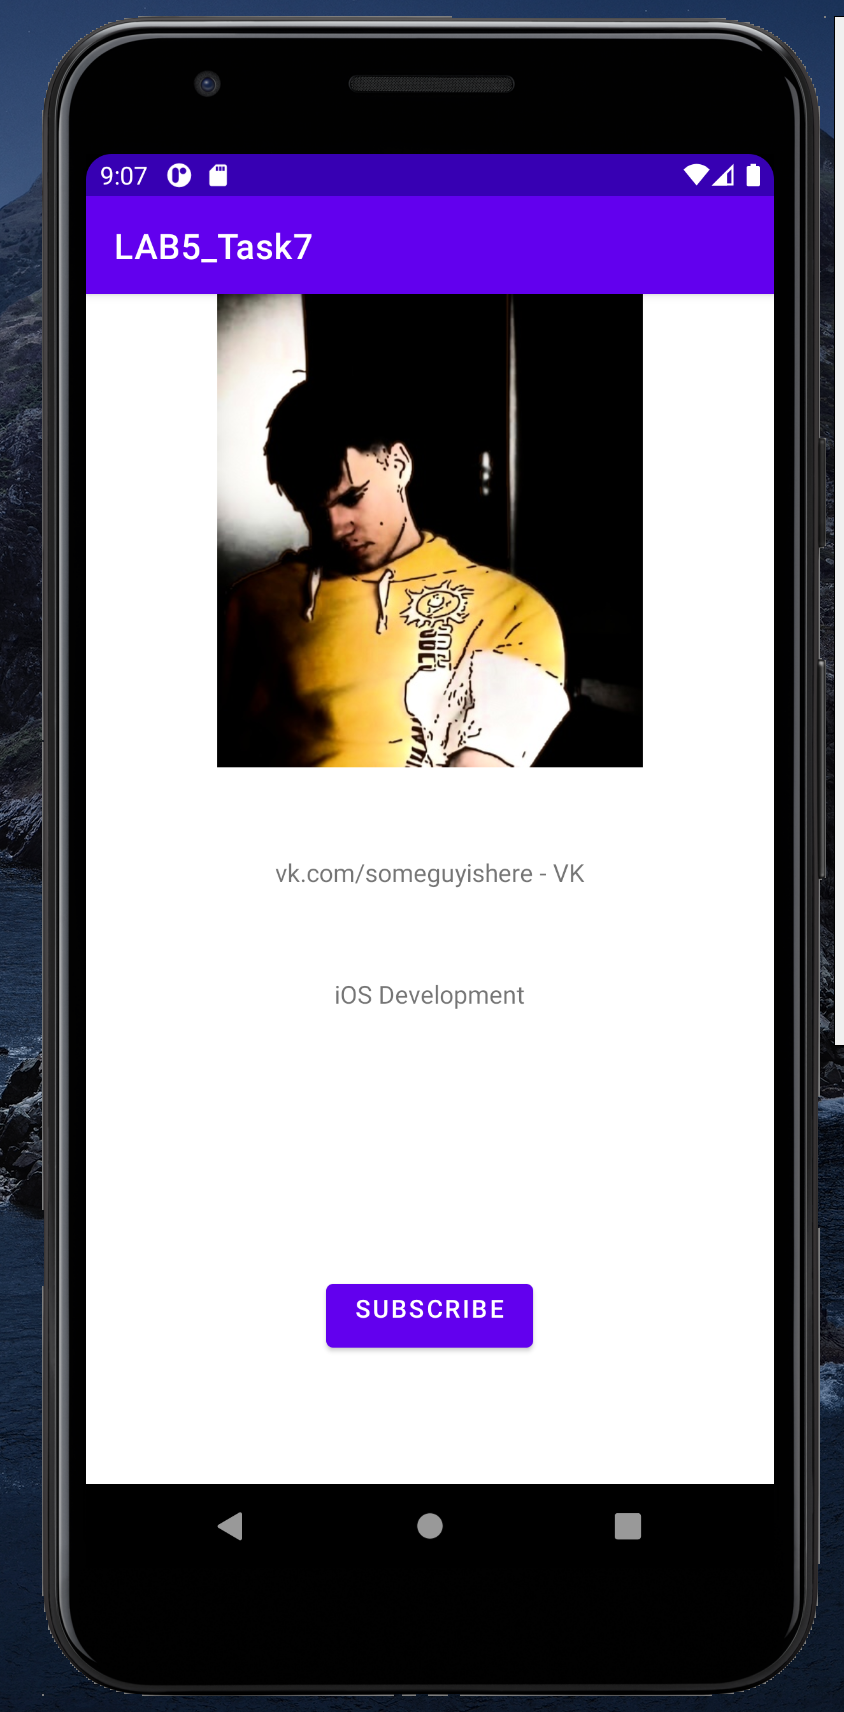 9:07
LAB5_Task7
vk.com/someguyishere - VK
iOS Development
SUBSCRIBE